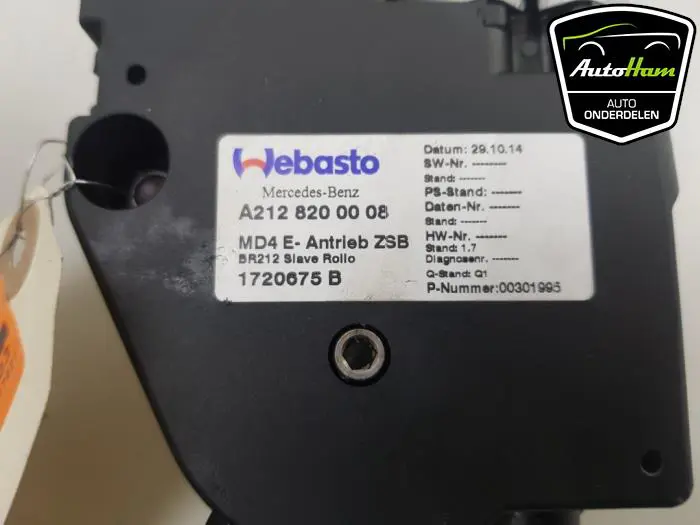 AutoHam
AUTO
ONDERDELEN
Webasto
Mercedes-Benz
A212 820 00 08
MD4 E- Antrieb ZSB
BR212 Slave Rollo
1720675 B
Datum: 29.10.14
SW-Nr. -------
Stand: ------
PS-Stand: -------
Daten-Nr. -------
Stand: ------
HW-Nr. -------
Stand: 1.7
Diagnosenr. -------
Q-Stand: Q1
P-Nummer:00301995